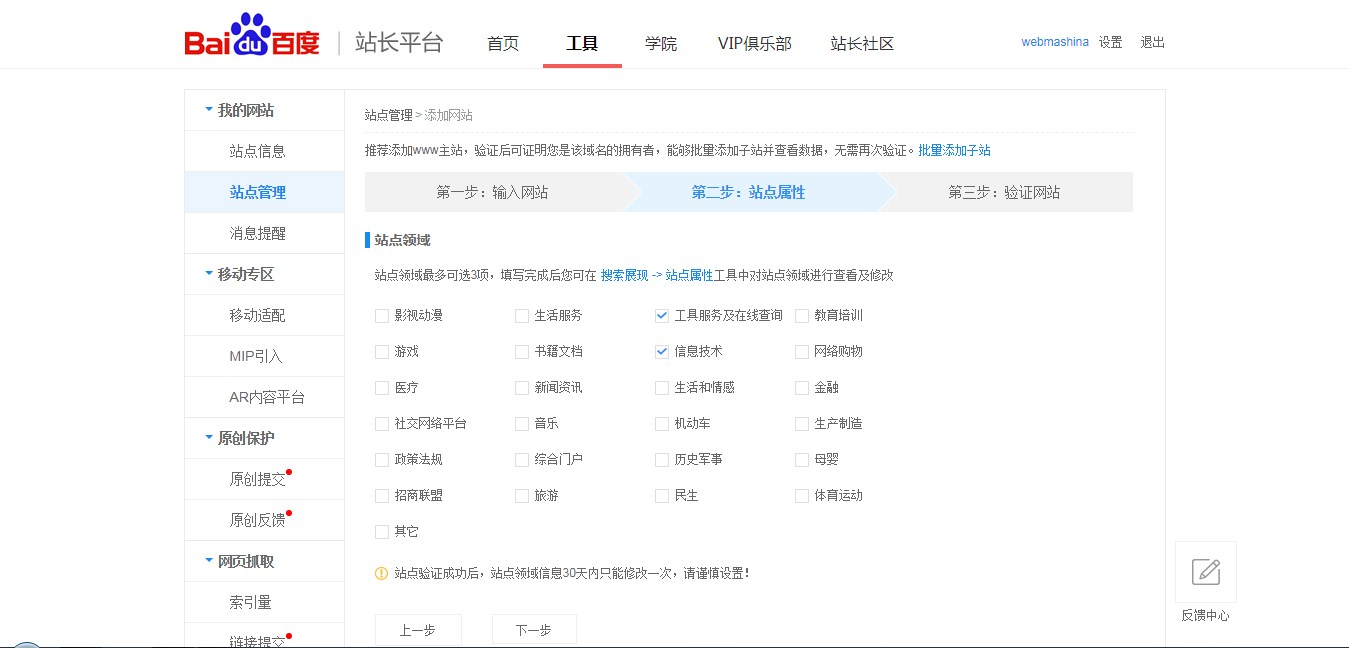 Bai du 百度 | 站长平台 首页 工具 学院 VIP俱乐部 站长社区 webmashina 设置 退出
我的网站
站点信息
站点管理
消息提醒
移动专区
移动适配
MIP引入
AR内容平台
原创保护
原创提交
原创反馈
网页抓取
索引量
链接提交
站点管理 > 添加网站
推荐添加www主站，验证后可证明您是该域名的拥有者，能够批量添加子站并查看数据，无需再次验证。批量添加子站
第一步：输入网站 第二步：站点属性 第三步：验证网站
站点领域
站点领域最多可选3项，填写完成后您可在 搜索展现 -> 站点属性工具中对站点领域进行查看及修改
影视动漫 生活服务 工具服务及在线查询 教育培训
游戏 书籍文档 信息技术 网络购物
医疗 新闻资讯 生活和情感 金融
社交网络平台 音乐 机动车 生产制造
政策法规 综合门户 历史军事 母婴
招商联盟 旅游 民生 体育运动
其它
站点验证成功后，站点领域信息30天内只能修改一次，请谨慎设置！
上一步 下一步
反馈中心